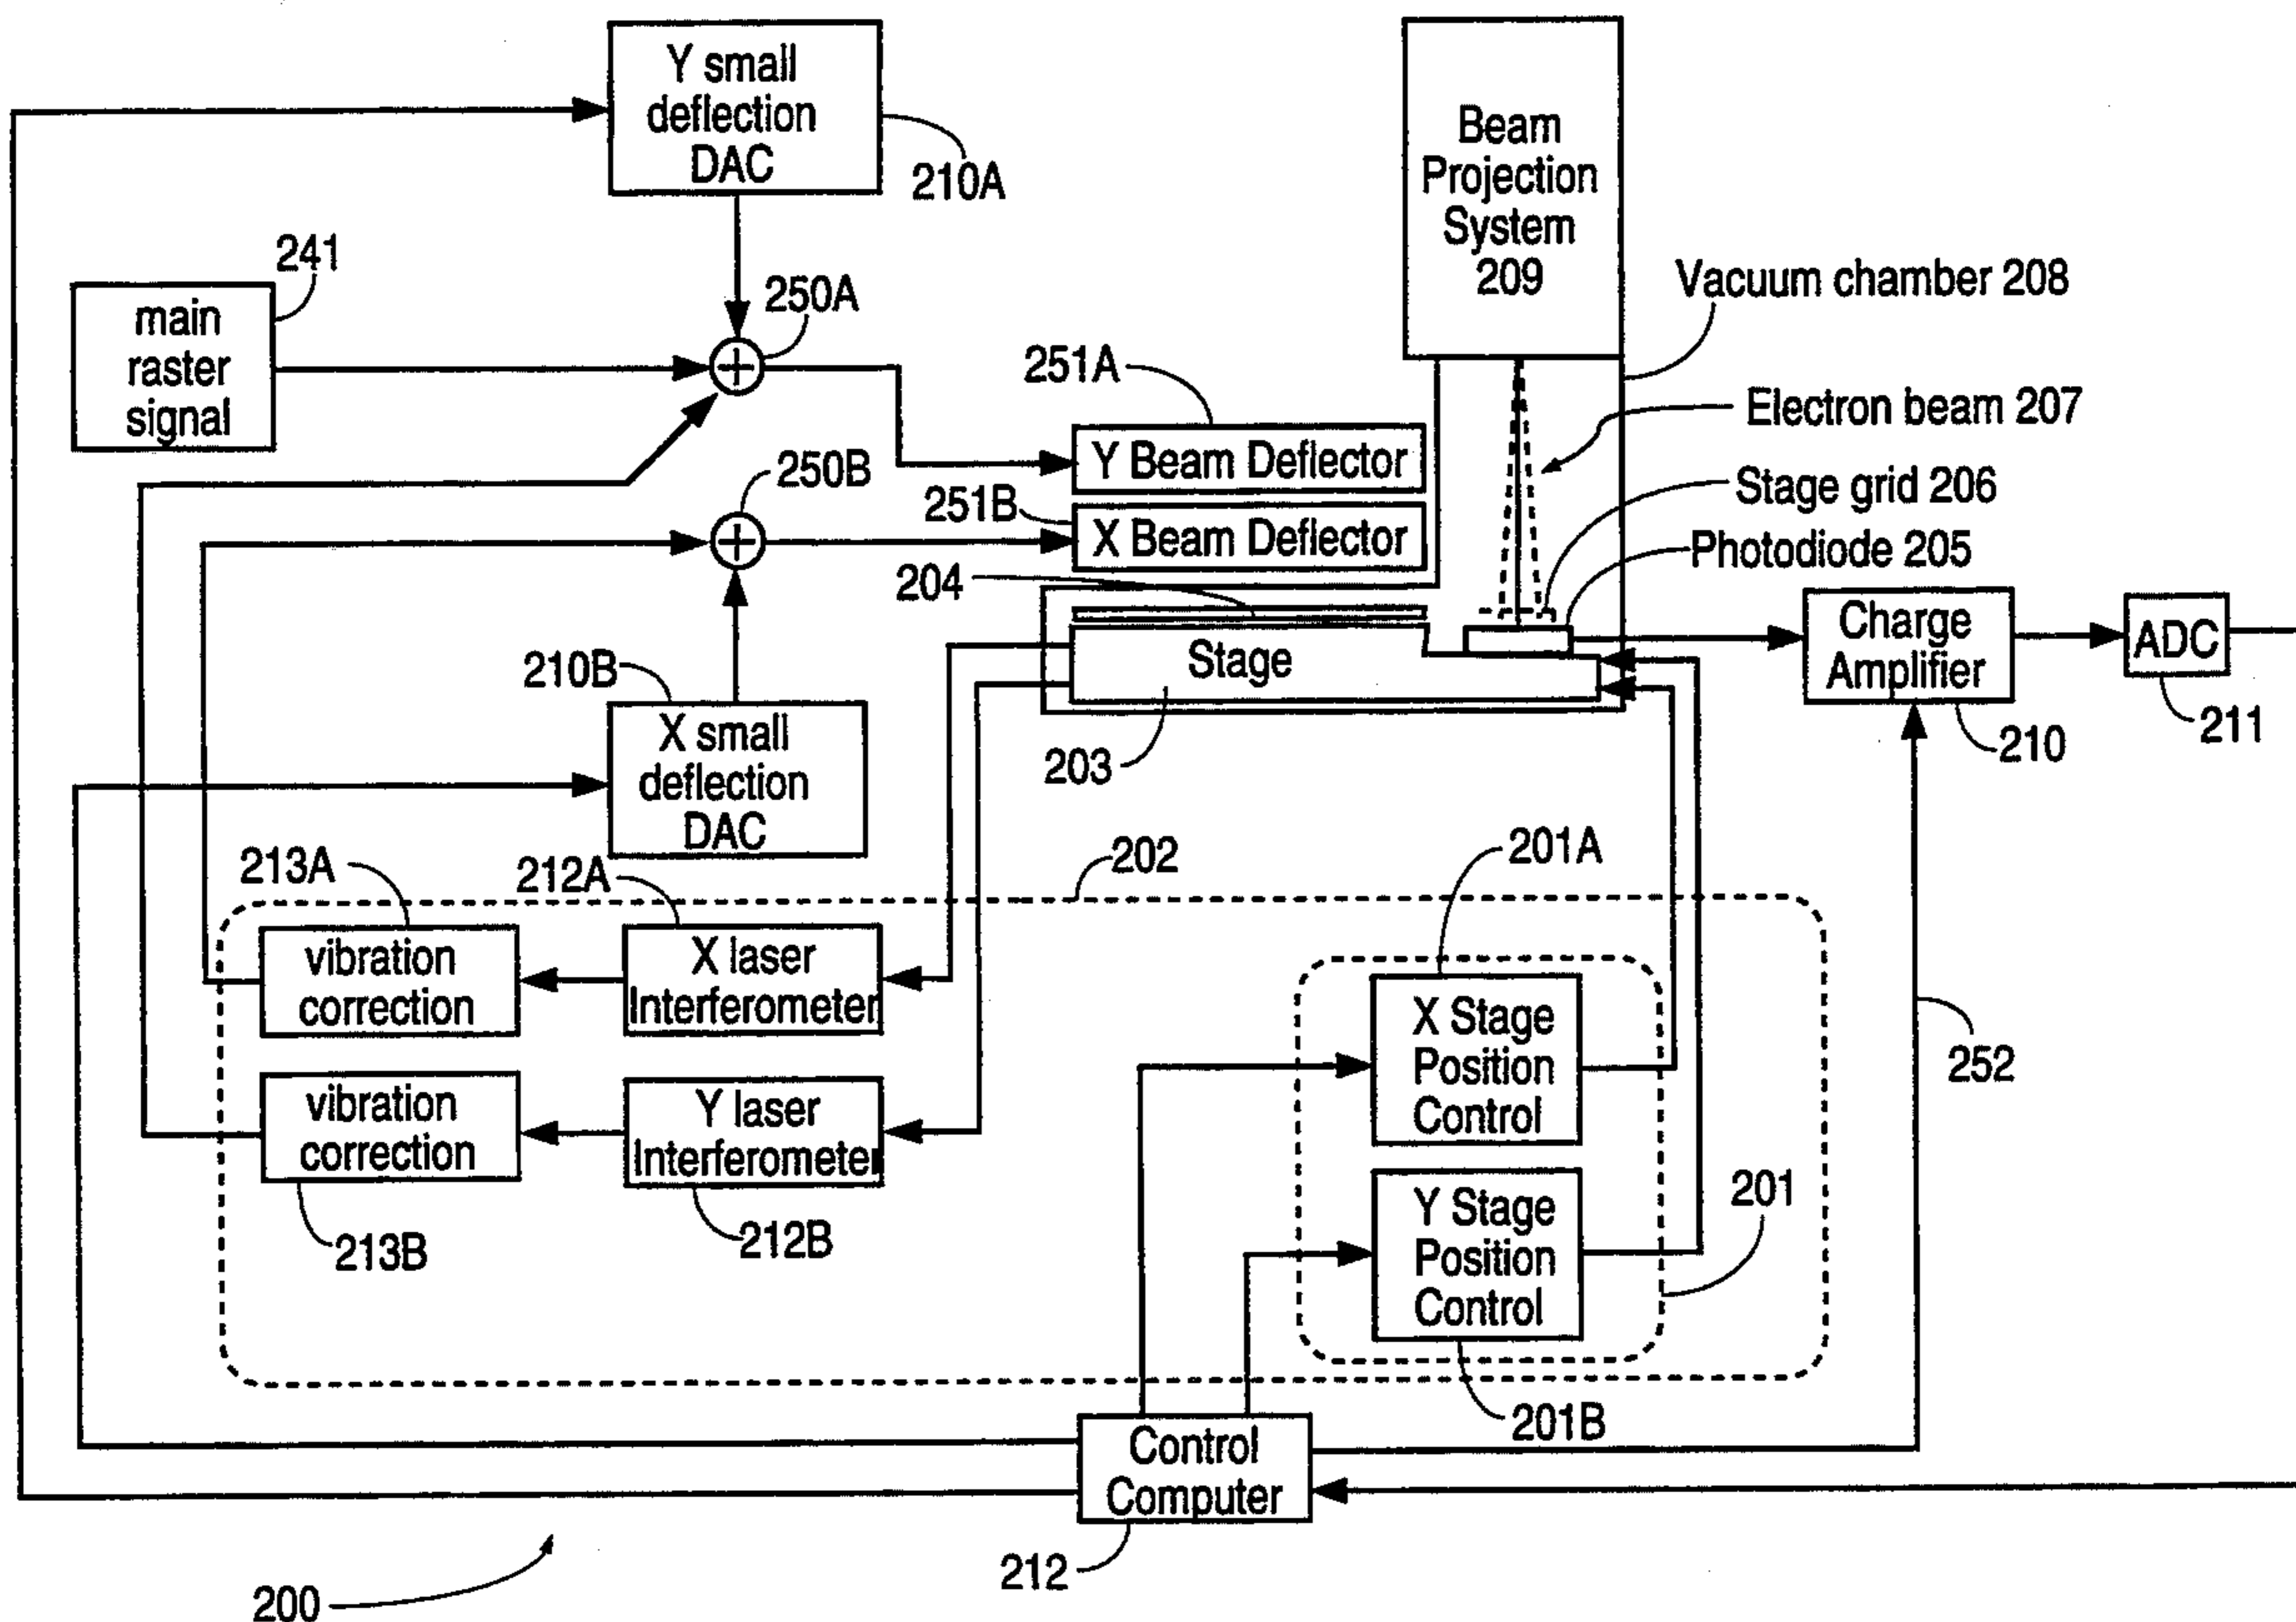 Y small
deflection
DAC
210A
Beam
Projection
System
209
241
main
raster
signal
250A
Vacuum chamber 208
251A
Electron beam 207
Y Beam Deflector
250B
Stage grid 206
251B
X Beam Deflector
Photodiode 205
204
Charge
Amplifier
ADC
Stage
210B
X small
deflection
DAC
203
210
211
213A
212A
202
201A
vibration
correction
X laser
Interferometer
X Stage
Position
Control
252
vibration
correction
Y laser
Interferometer
Y Stage
Position
Control
201
213B
212B
201B
Control
Computer
212
200